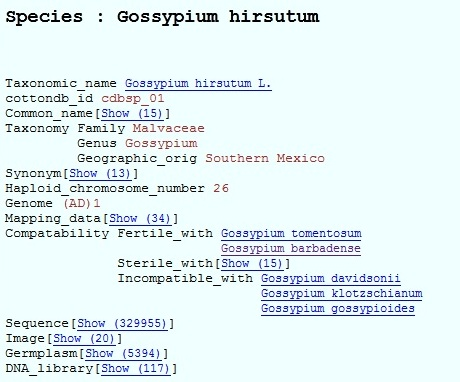 Species : Gossypium hirsutum
Taxonomic_name Gossypium hirsutum L.
cottondb_id cdbsp_01
Common_name[Show (15)]
Taxonomy Family Malvaceae
Genus Gossypium
Geographic_orig Southern Mexico
Synonym[Show (13)]
Haploid_chromosome_number 26
Genome (AD)1
Mapping_data[Show (34)]
Compatability Fertile_with Gossypium tomentosum
Gossypium barbadense
Sterile_with[Show (15)]
Incompatible_with Gossypium davidsonii
Gossypium klotzschianum
Gossypium gossypioides
Sequence[Show (329955)]
Image[Show (20)]
Germplasm[Show (5394)]
DNA_library[Show (117)]